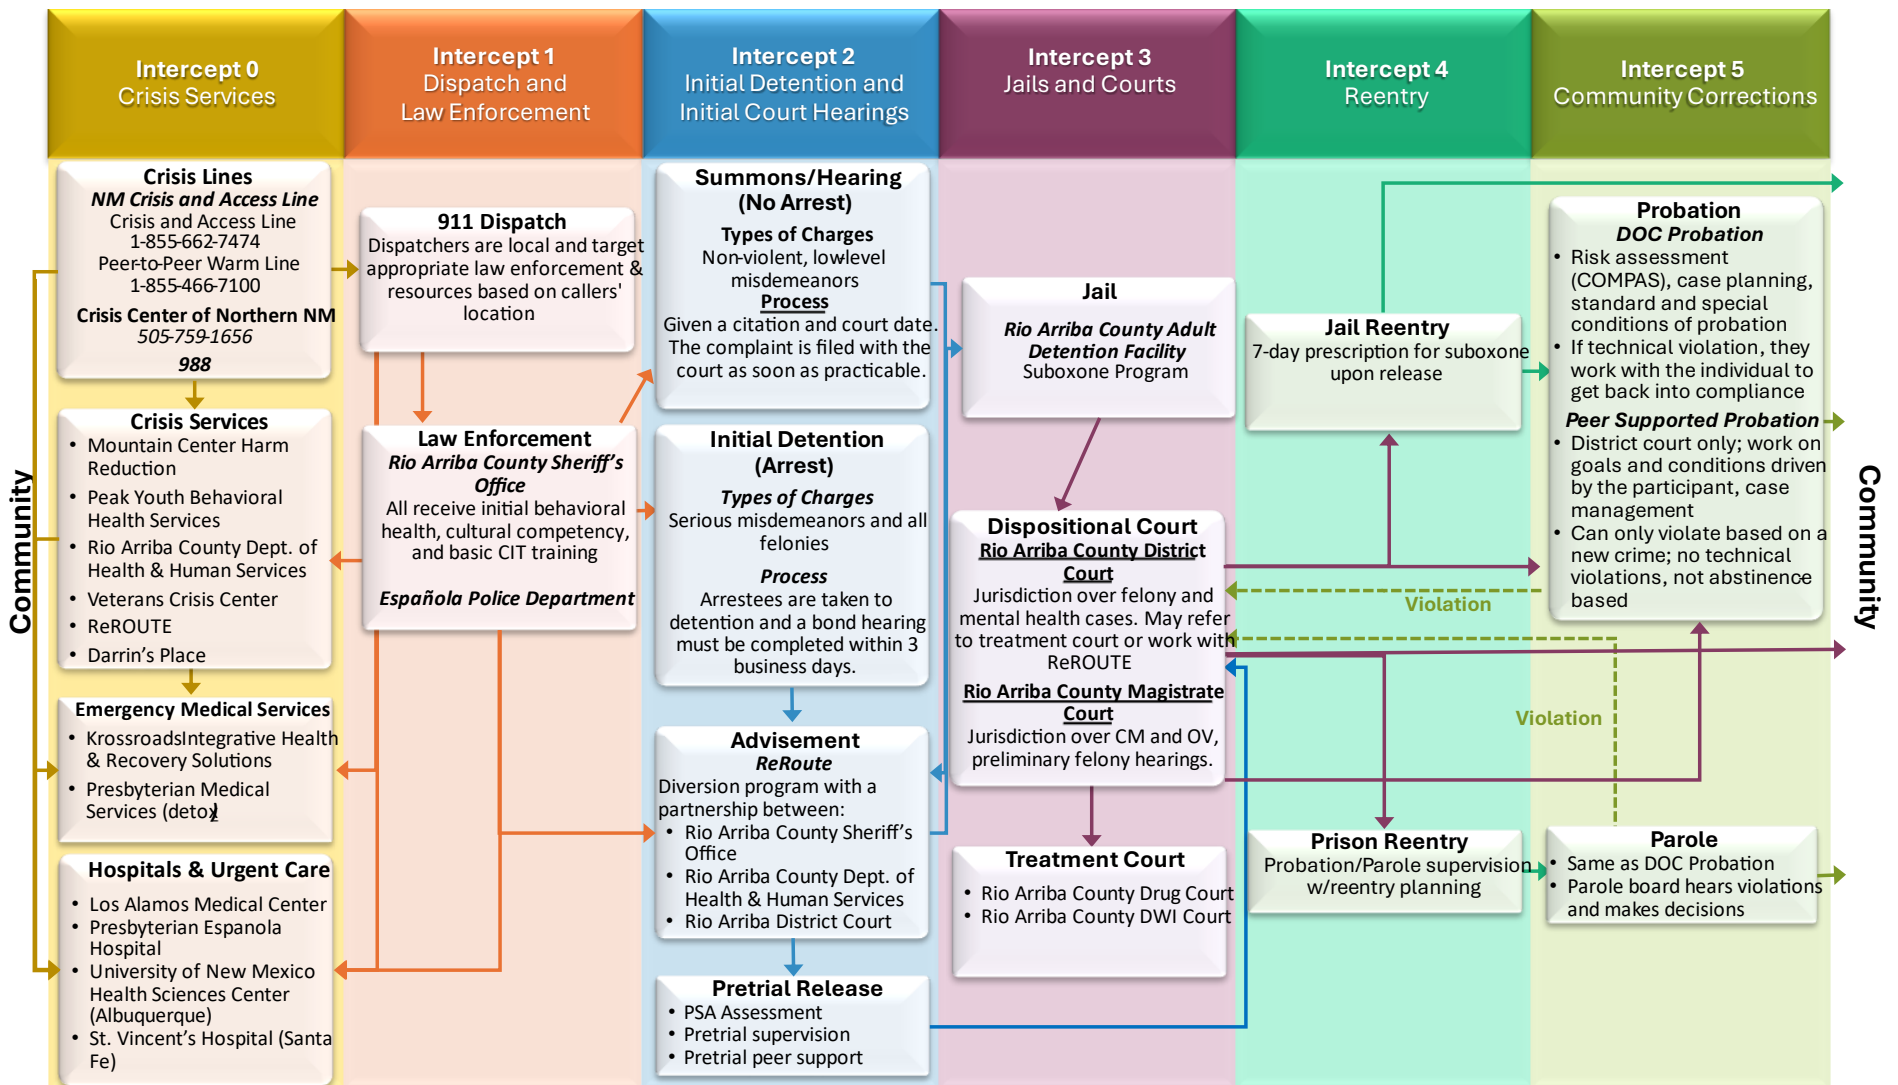 Intercept 0
Crisis Services
Intercept 1
Dispatch and
Law Enforcement
Intercept 2
Initial Detention and
Initial Court Hearings
Intercept 3
Jails and Courts
Intercept 4
Reentry
Intercept 5
Community Corrections
Community
Crisis Lines
NM Crisis and Access Line
Crisis and Access Line
1-855-662-7474
Peer-to-Peer Warm Line
1-855-466-7100
Crisis Center of Northern NM
505-759-1656
988
Crisis Services
• Mountain Center Harm
Reduction
• Peak Youth Behavioral
Health Services
• Rio Arriba County Dept. of
Health & Human Services
• Veterans Crisis Center
• ReROUTE
• Darrin's Place
Emergency Medical Services
• KrossroadsIntegrative Health
& Recovery Solutions
• Presbyterian Medical
Services (detox)
Hospitals & Urgent Care
• Los Alamos Medical Center
• Presbyterian Espanola
Hospital
• University of New Mexico
Health Sciences Center
(Albuquerque)
• St. Vincent's Hospital (Santa
Fe)
911 Dispatch
Dispatchers are local and target
appropriate law enforcement &
resources based on callers'
location
Law Enforcement
Rio Arriba County Sheriff's
Office
All receive initial behavioral
health, cultural competency,
and basic CIT training
Española Police Department
Summons/Hearing
(No Arrest)
Types of Charges
Non-violent, low-level
misdemeanors
Process
Given a citation and court date.
The complaint is filed with the
court as soon as practicable.
Initial Detention
(Arrest)
Types of Charges
Serious misdemeanors and all
felonies
Process
Arrestees are taken to
detention and a bond hearing
must be completed within 3
business days.
Advisement
ReRoute
Diversion program with a
partnership between:
• Rio Arriba County Sheriff's
Office
• Rio Arriba County Dept. of
Health & Human Services
• Rio Arriba District Court
Pretrial Release
• PSA Assessment
• Pretrial supervision
• Pretrial peer support
Jail
Rio Arriba County Adult
Detention Facility
Suboxone Program
Dispositional Court
Rio Arriba County District
Court
Jurisdiction over felony and
mental health cases. May refer
to treatment court or work with
ReROUTE
Rio Arriba County Magistrate
Court
Jurisdiction over CM and OV,
preliminary felony hearings.
Treatment Court
• Rio Arriba County Drug Court
• Rio Arriba County DWI Court
Jail Reentry
7-day prescription for suboxone
upon release
Violation
Violation
Prison Reentry
Probation/Parole supervision
w/reentry planning
Probation
DOC Probation
• Risk assessment
(COMPAS), case planning,
standard and special
conditions of probation
• If technical violation, they
work with the individual to
get back into compliance
Peer Supported Probation
• District court only; work on
goals and conditions driven
by the participant, case
management
• Can only violate based on a
new crime; no technical
violations, not abstinence-
based
Parole
• Same as DOC Probation
• Parole board hears violations
and makes decisions
Community